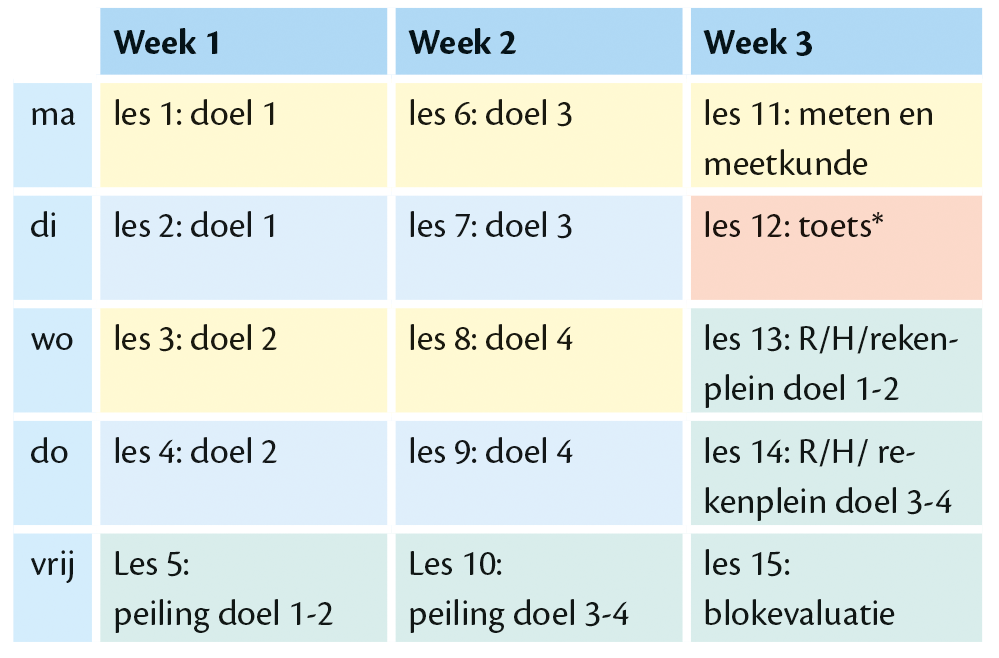 Week 1 Week 2 Week 3
ma les 1: doel 1 les 6: doel 3 les 11: meten en
meetkunde
di les 2: doel 1 les 7: doel 3 les 12: toets*
wo les 3: doel 2 les 8: doel 4 les 13: R/H/reken-
plein doel 1-2
do les 4: doel 2 les 9: doel 4 les 14: R/H/ re-
kenplein doel 3-4
vrij Les 5: Les 10: les 15:
peiling doel 1-2 peiling doel 3-4 blokevaluatie